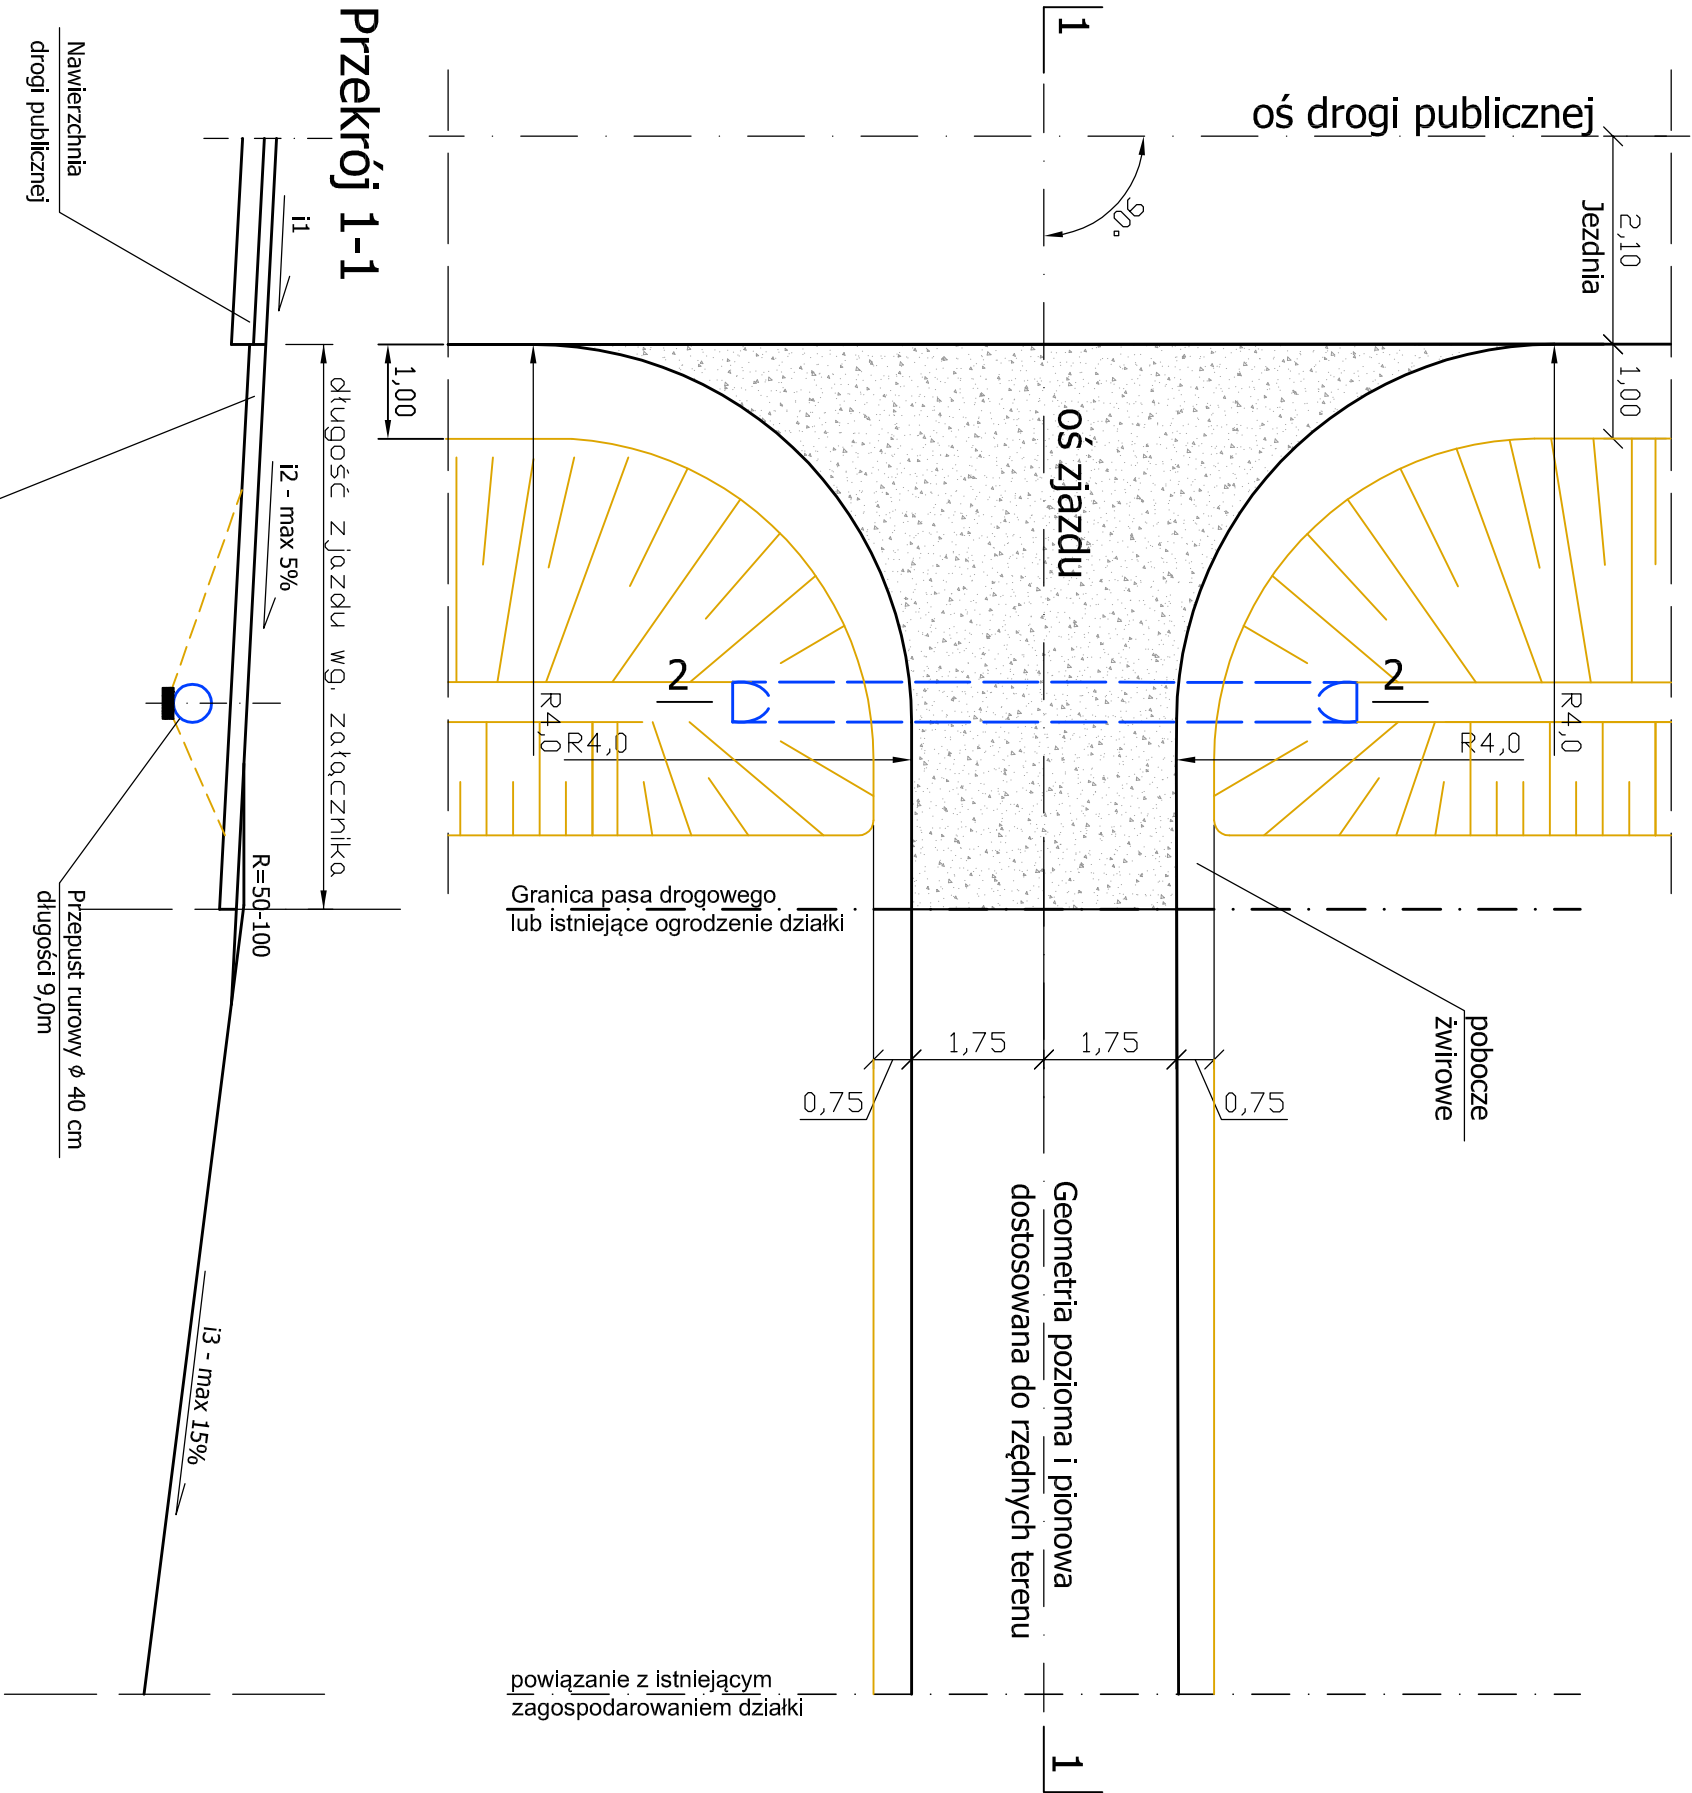 1
oś drogi publicznej
2,10
Jezdnia
90°
1,00
1,00
oś zjazdu
R4,0
R4,0
R4,0
R4,0
2
2
Granica pasa drogowego
lub istniejące ogrodzenie działki
pobocze
żwirowe
1,75
1,75
0,75
0,75
Geometria pozioma i pionowa
dostosowana do rzędnych terenu
powiązanie z istniejącym
zagospodarowaniem działki
1
Przekrój 1-1
Nawierzchnia
drogi publicznej
i1
długość zjazdu wg. załącznika
i2 - max 5%
R=50-100
Przepust rurowy ϕ 40 cm
długości 9,0m
i3 - max 15%